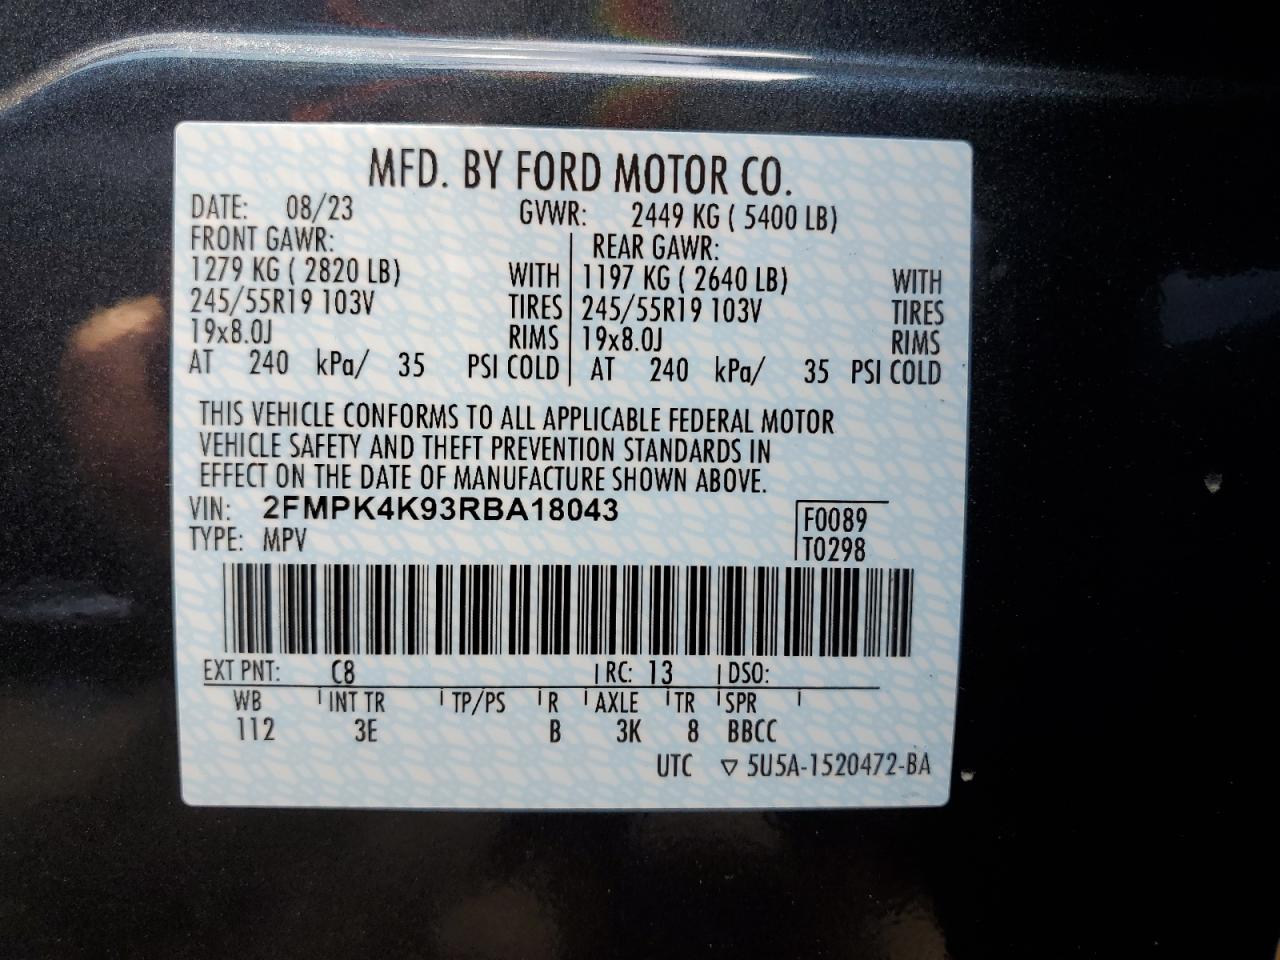 MFD. BY FORD MOTOR CO.
DATE: 08/23 GVWR: 2449 KG ( 5400 LB)
FRONT GAWR: REAR GAWR:
1279 KG ( 2820 LB) WITH 1197 KG ( 2640 LB) WITH
245/55R19 103V TIRES 245/55R19 103V TIRES
19x8.0J RIMS 19x8.0J RIMS
AT 240 kPa/ 35 PSI COLD AT 240 kPa/ 35 PSI COLD
THIS VEHICLE CONFORMS TO ALL APPLICABLE FEDERAL MOTOR
VEHICLE SAFETY AND THEFT PREVENTION STANDARDS IN
EFFECT ON THE DATE OF MANUFACTURE SHOWN ABOVE.
VIN: 2FMPK4K93RBA18043 F0089
TYPE: MPV T0298
EXT PNT: C8 RC: 13 DSO:
WB INT TR TP/PS R AXLE TR SPR
112 3E B 3K 8 BBCC
UTC ▽ 5U5A-1520472-BA